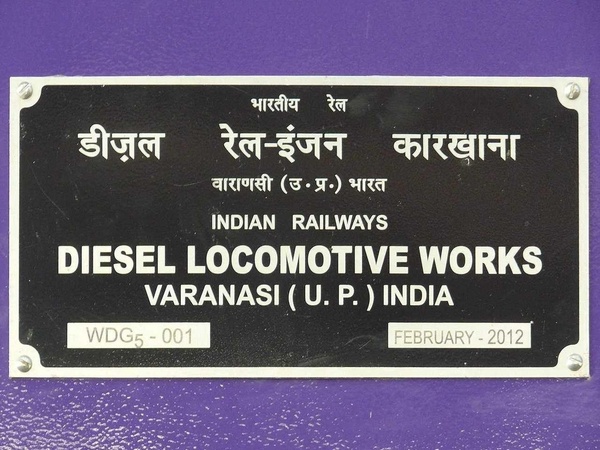 भारतीय रेल
डीज़ल रेल-इंजन कारखाना
वाराणसी (उ.प्र.) भारत
INDIAN RAILWAYS
DIESEL LOCOMOTIVE WORKS
VARANASI ( U. P. ) INDIA
WDG5 - 001 FEBRUARY - 2012